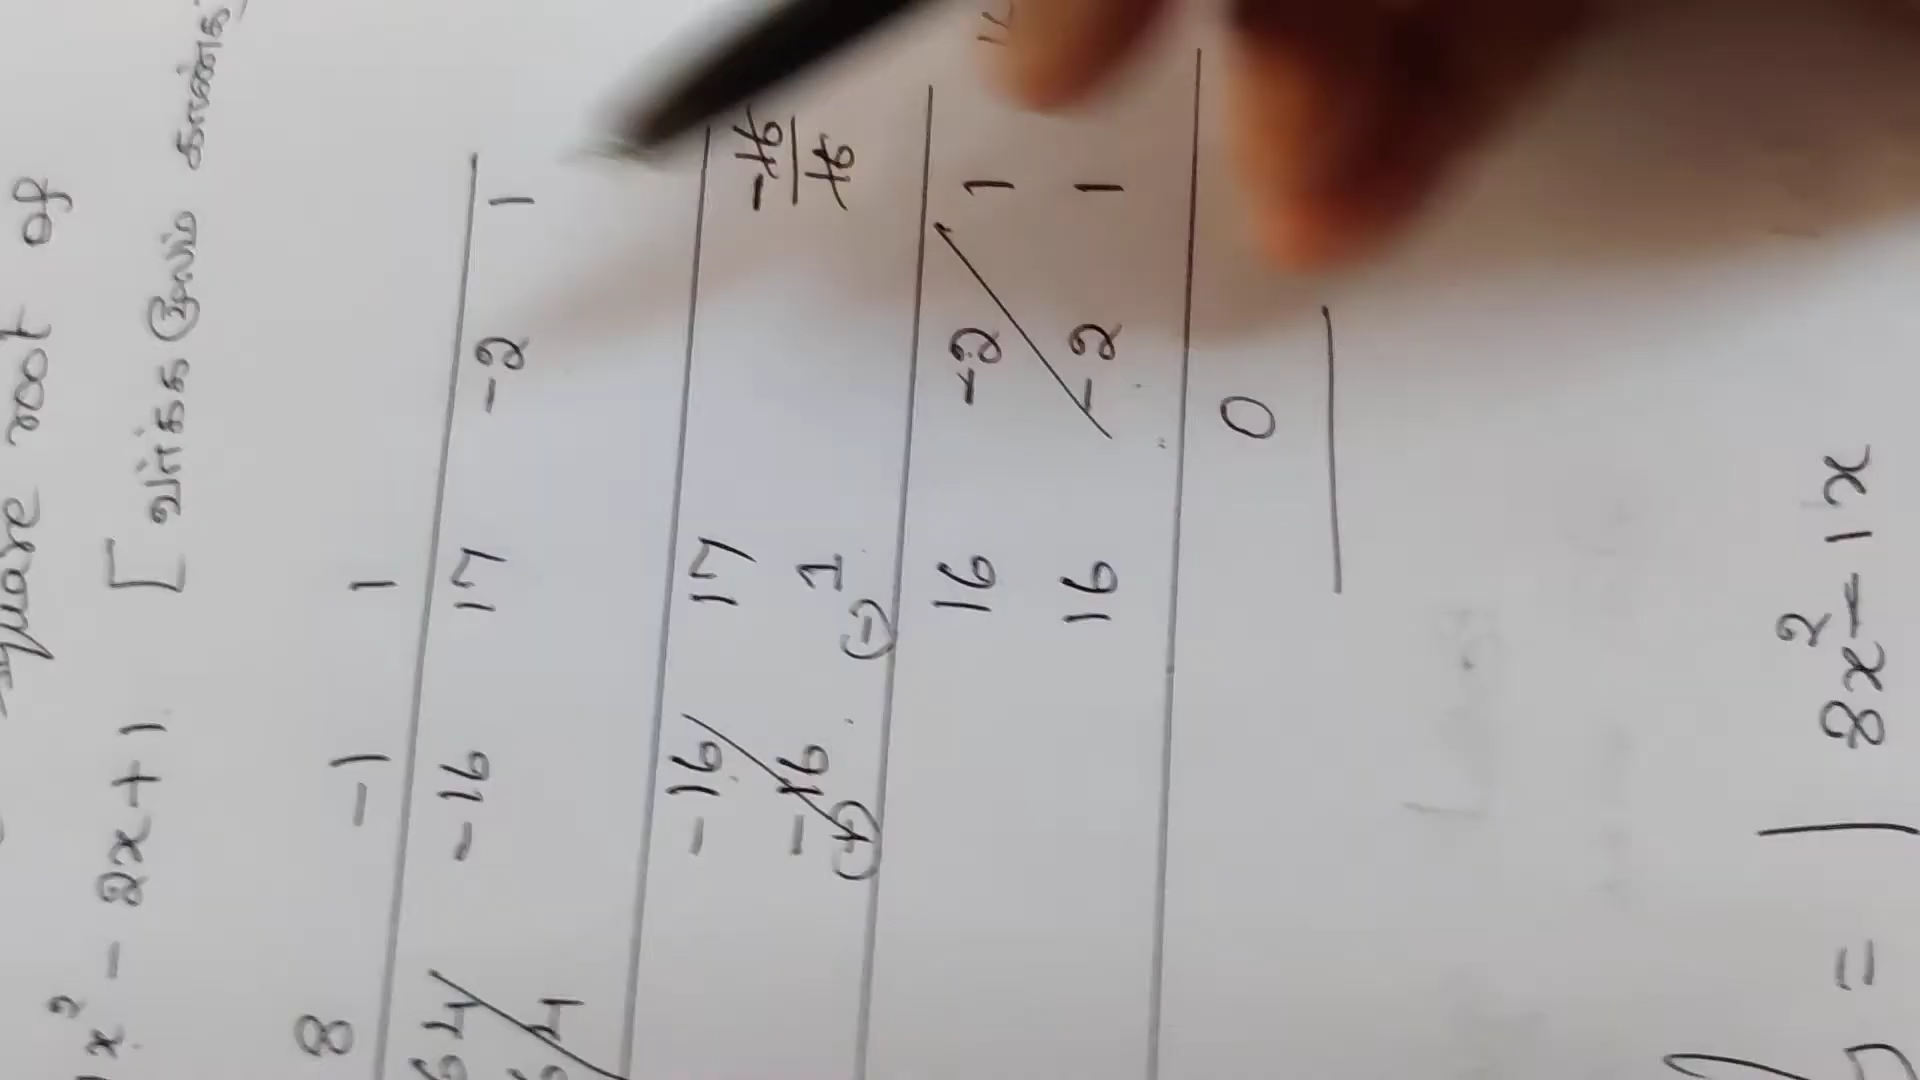 square root of
x² - 2x + 1 [வர்க்க மூலம் காண்க
8 -1 1
64 -16 17 -2 1
64
-16 17
-16 1
(+) (-)
-16
16
16 -2 1
16 -2 1
0
= | 8x² - 1x